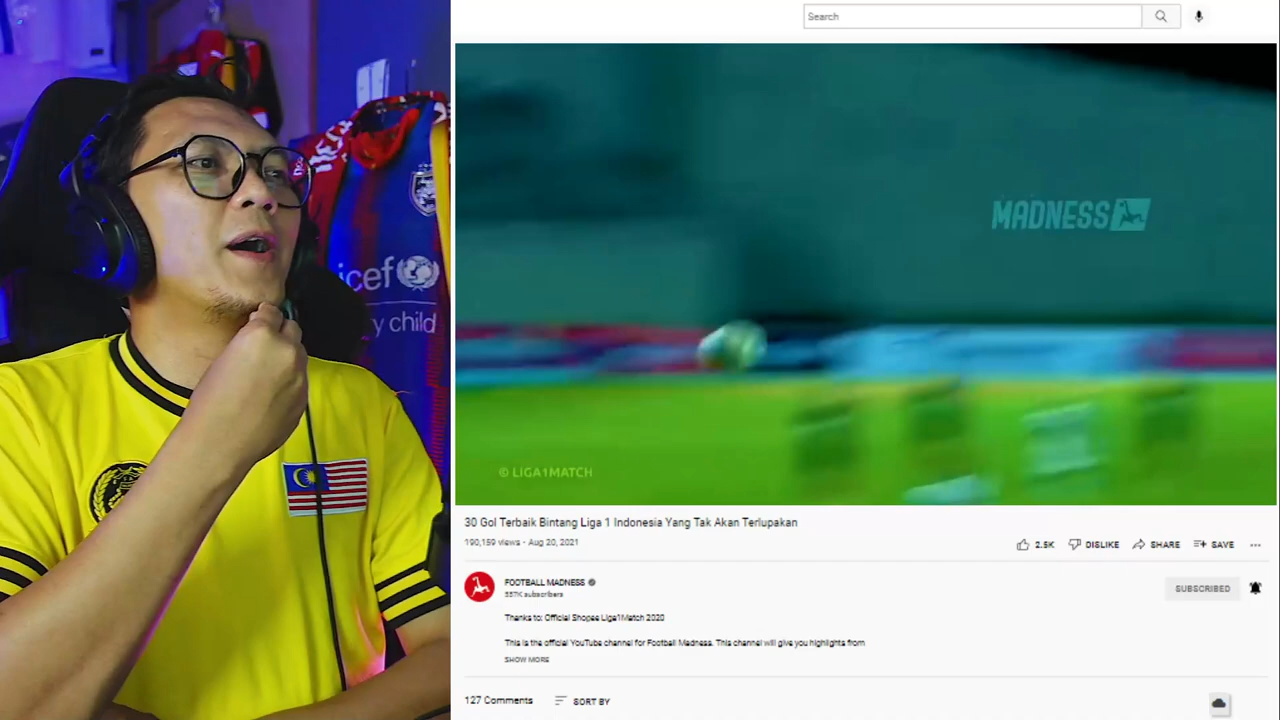 Search
MADNESS
© LIGA1MATCH
icef
y child
30 Gol Terbaik Bintang Liga 1 Indonesia Yang Tak Akan Terlupakan
190,159 views • Aug 20, 2021
2.5K
DISLIKE
SHARE
SAVE
FOOTBALL MADNESS
557K subscribers
SUBSCRIBED
Thanks to: Official Shopee Liga1Match 2020
This is the official YouTube channel for Football Madness. This channel will give you highlights from
SHOW MORE
127 Comments
SORT BY